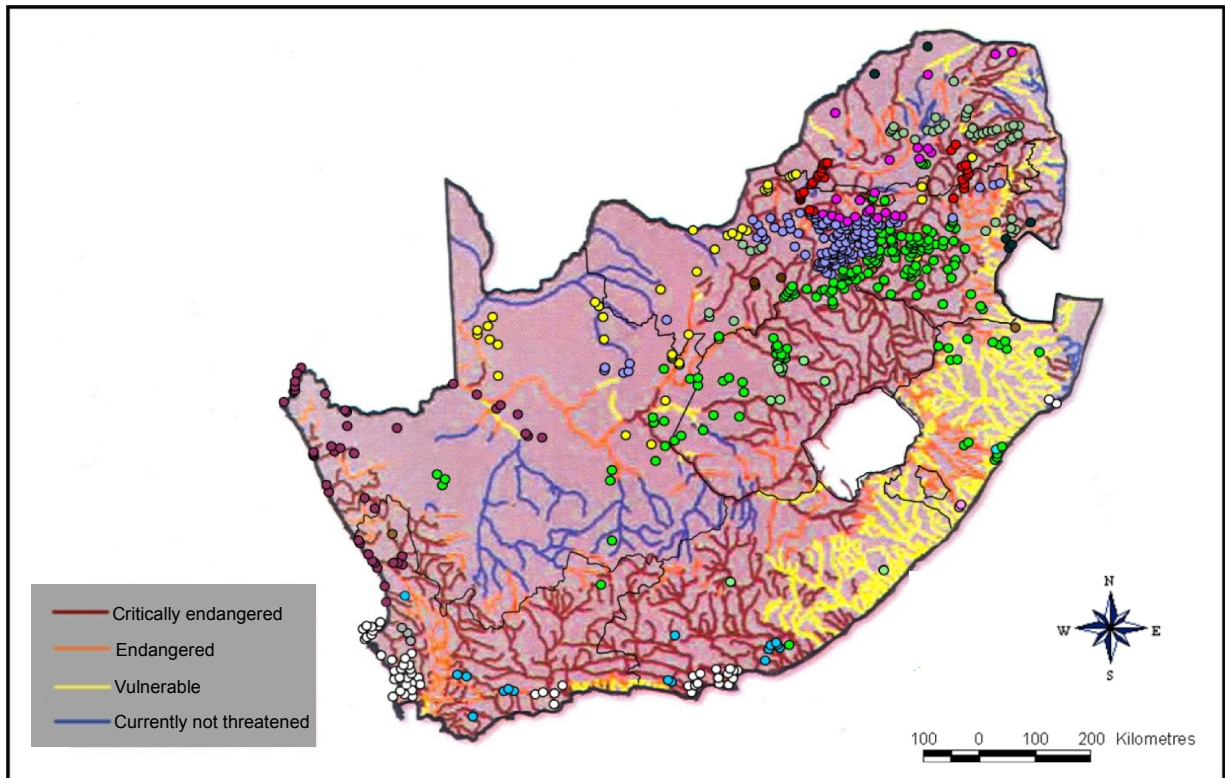 Critically endangered
Endangered
Vulnerable
Currently not threatened
N
W E
S
100 0 100 200 Kilometres